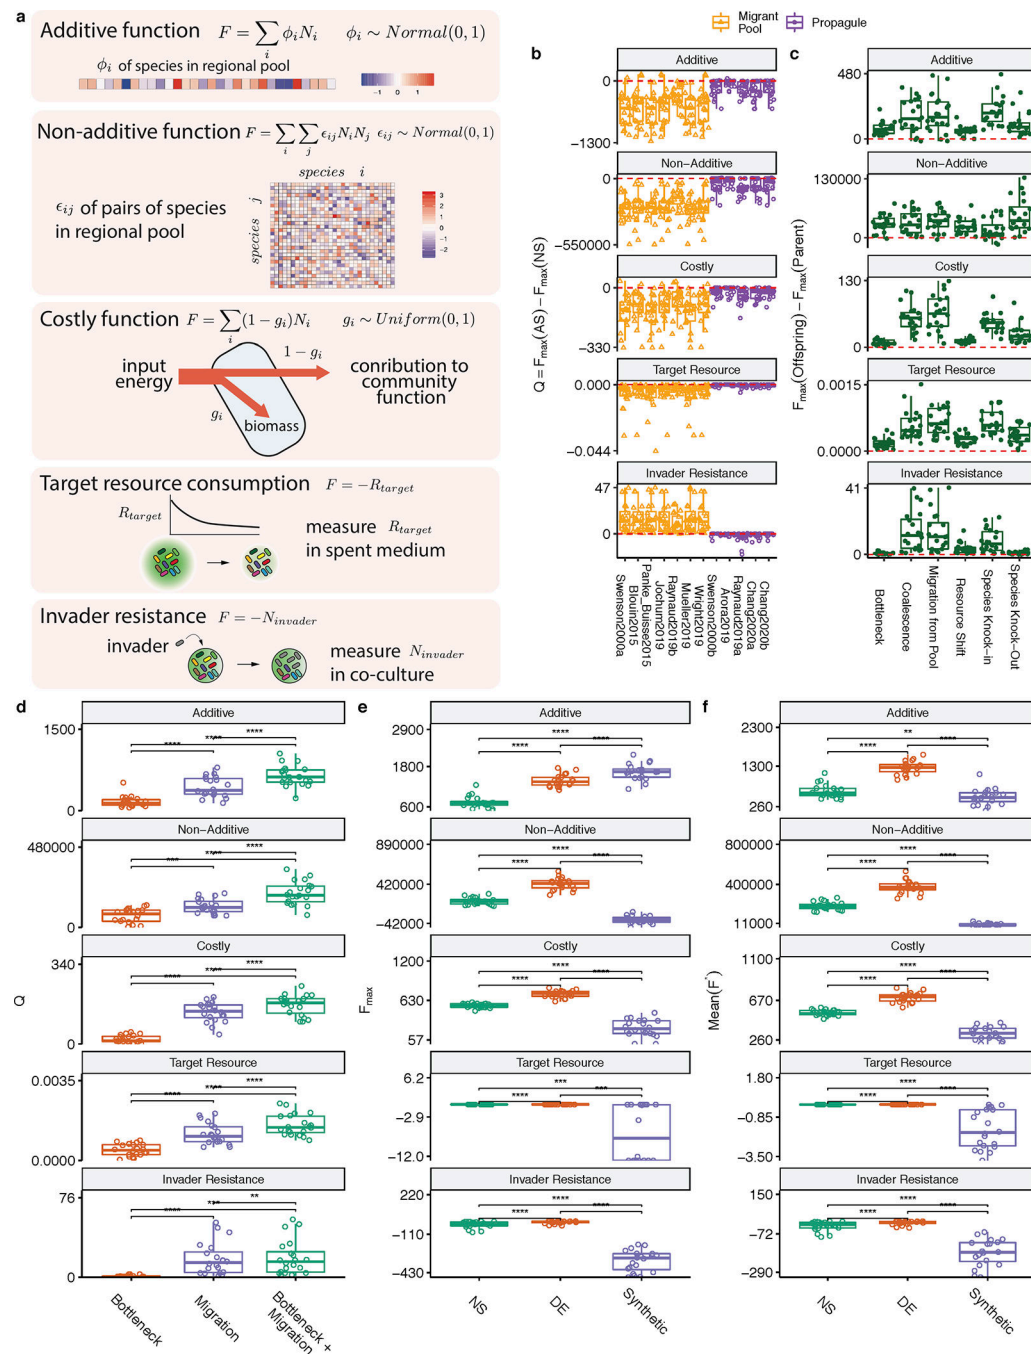 a
Additive function F = ∑i ϕiNi ϕi ∼ Normal(0, 1)
ϕi of species in regional pool
−1 0 1
Non-additive function F = ∑i ∑j ϵijNiNj ϵij ∼ Normal(0, 1)
species i
species j
ϵij of pairs of species
in regional pool
3
2
1
0
−1
−2
Costly function F = ∑i (1 − gi)Ni gi ∼ Uniform(0, 1)
1 − gi
input
energy
conribution to
community
function
gi
biomass
Target resource consumption F = −Rtarget
Rtarget
measure Rtarget
in spent medium
Invader resistance F = −Ninvader
invader
measure Ninvader
in co-culture
Migrant
Pool
Propagule
b
Q = Fmax(AS) − Fmax(NS)
Additive
0
−1300
Non−Additive
0
−550000
Costly
0
−330
Target Resource
0.000
−0.044
Invader Resistance
47
0
Swenson2000a
Blouin2015
Panke_Buisse2015
Jochum2019
Raynaud2019b
Mueller2019
Wright2019
Swenson2000b
Arora2019
Raynaud2019a
Chang2020a
Chang2020b
c
Fmax(Offspring) − Fmax(Parent)
Additive
480
0
Non−Additive
130000
0
Costly
130
0
Target Resource
0.0015
0.0000
Invader Resistance
41
0
Bottleneck
Coalescence
Migration from Pool
Resource Shift
Species Knock−in
Species Knock−Out
d
Q
Additive
1500
0
**** **** ****
Non−Additive
480000
0
*** **** ****
Costly
340
0
**** **** ****
Target Resource
0.0035
0.0000
**** **** ****
Invader Resistance
76
0
**** *** **
Bottleneck
Migration
Bottleneck +
Migration
e
Fmax
Additive
2900
1800
600
**** **** ****
Non−Additive
890000
420000
−42000
**** **** ****
Costly
1200
630
57
**** **** ****
Target Resource
6.2
−2.9
−12.0
*** **** ***
Invader Resistance
220
−110
−430
**** **** ****
NS
DE
Synthetic
f
Additive
2300
1300
260
** **** ****
Non−Additive
800000
400000
11000
**** **** ****
Costly
1100
670
260
**** **** ****
Target Resource
1.80
−0.85
−3.50
**** **** ****
Invader Resistance
150
−72
−290
**** **** ****
NS
DE
Synthetic